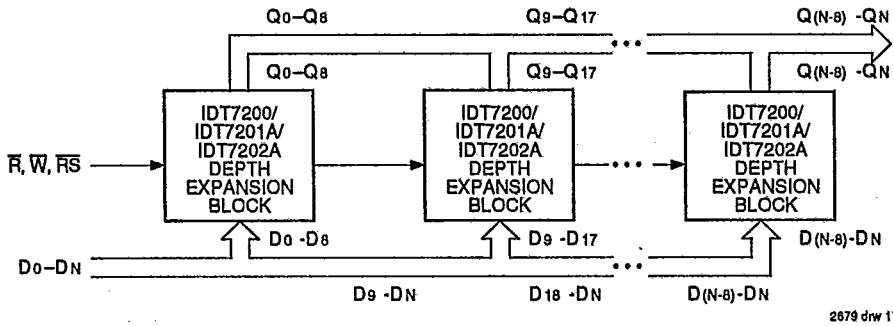 Q0–Q8 Q9–Q17 Q(N-8) -QN
Q0–Q8 Q9–Q17 Q(N-8) -QN
IDT7200/
IDT7201A/
IDT7202A
DEPTH
EXPANSION
BLOCK
IDT7200/
IDT7201A/
IDT7202A
DEPTH
EXPANSION
BLOCK
IDT7200/
IDT7201A/
IDT7202A
DEPTH
EXPANSION
BLOCK
R̅, W̅, R̅S̅
D0 -D8 D9 -D17 D(N-8)-DN
D0–DN
D9 -DN D18 -DN D(N-8)-DN
2679 drw 1